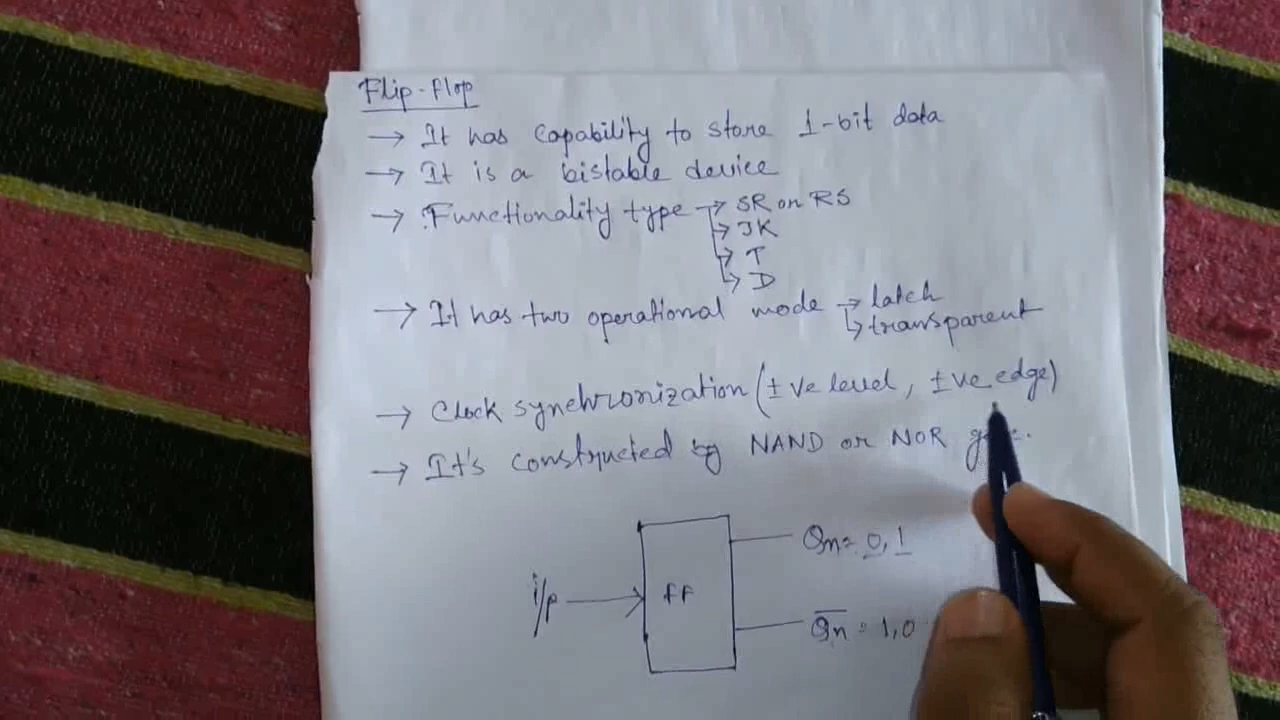 Flip-Flop
→ It has capability to store 1-bit data
→ It is a bistable device
→ Functionality type → SR or RS
→ JK
→ T
→ D
→ It has two operational mode → latch
→ transparent
→ Clock synchronization (±ve level, ±ve edge)
→ It's constructed by NAND or NOR
Qn = 0, 1
i/p
FF
Q̅n̅ = 1, 0